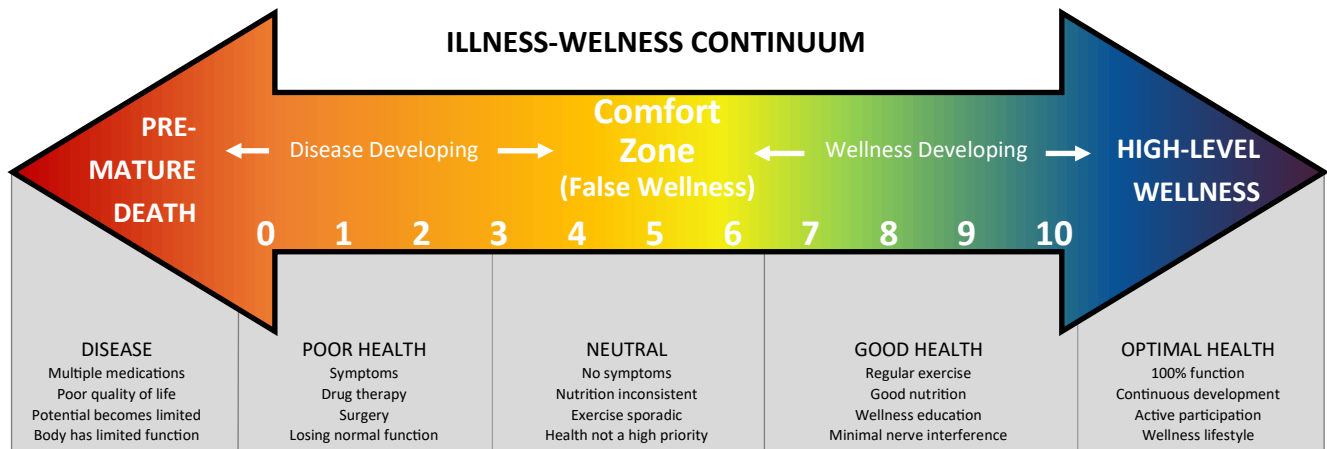 ILLNESS-WELNESS CONTINUUM
PRE-
MATURE
DEATH
Disease Developing
Comfort
Zone
(False Wellness)
Wellness Developing
HIGH-LEVEL
WELLNESS
0 1 2 3 4 5 6 7 8 9 10
DISEASE
Multiple medications
Poor quality of life
Potential becomes limited
Body has limited function
POOR HEALTH
Symptoms
Drug therapy
Surgery
Losing normal function
NEUTRAL
No symptoms
Nutrition inconsistent
Exercise sporadic
Health not a high priority
GOOD HEALTH
Regular exercise
Good nutrition
Wellness education
Minimal nerve interference
OPTIMAL HEALTH
100% function
Continuous development
Active participation
Wellness lifestyle